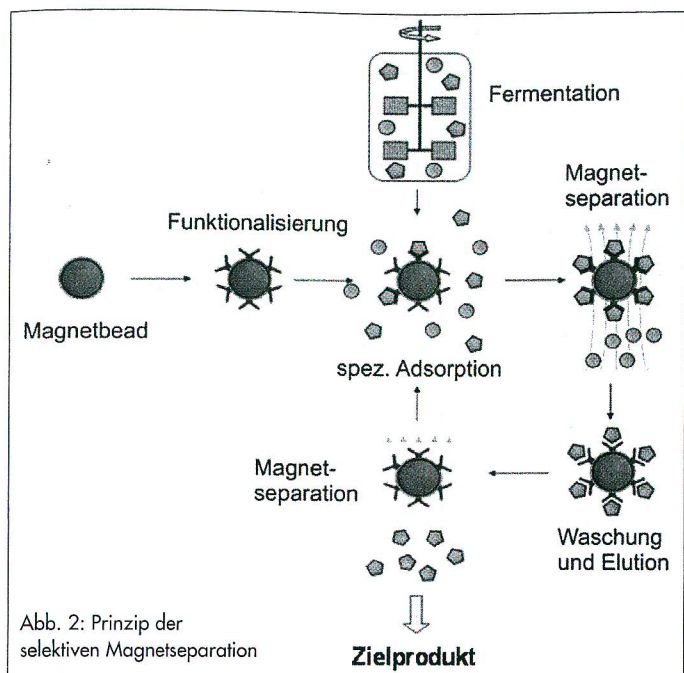 Fermentation
Magnet-
separation
Funktionalisierung
Magnetbead
spez. Adsorption
Magnet-
separation
Waschung
und Elution
Abb. 2: Prinzip der
selektiven Magnetseparation
Zielprodukt